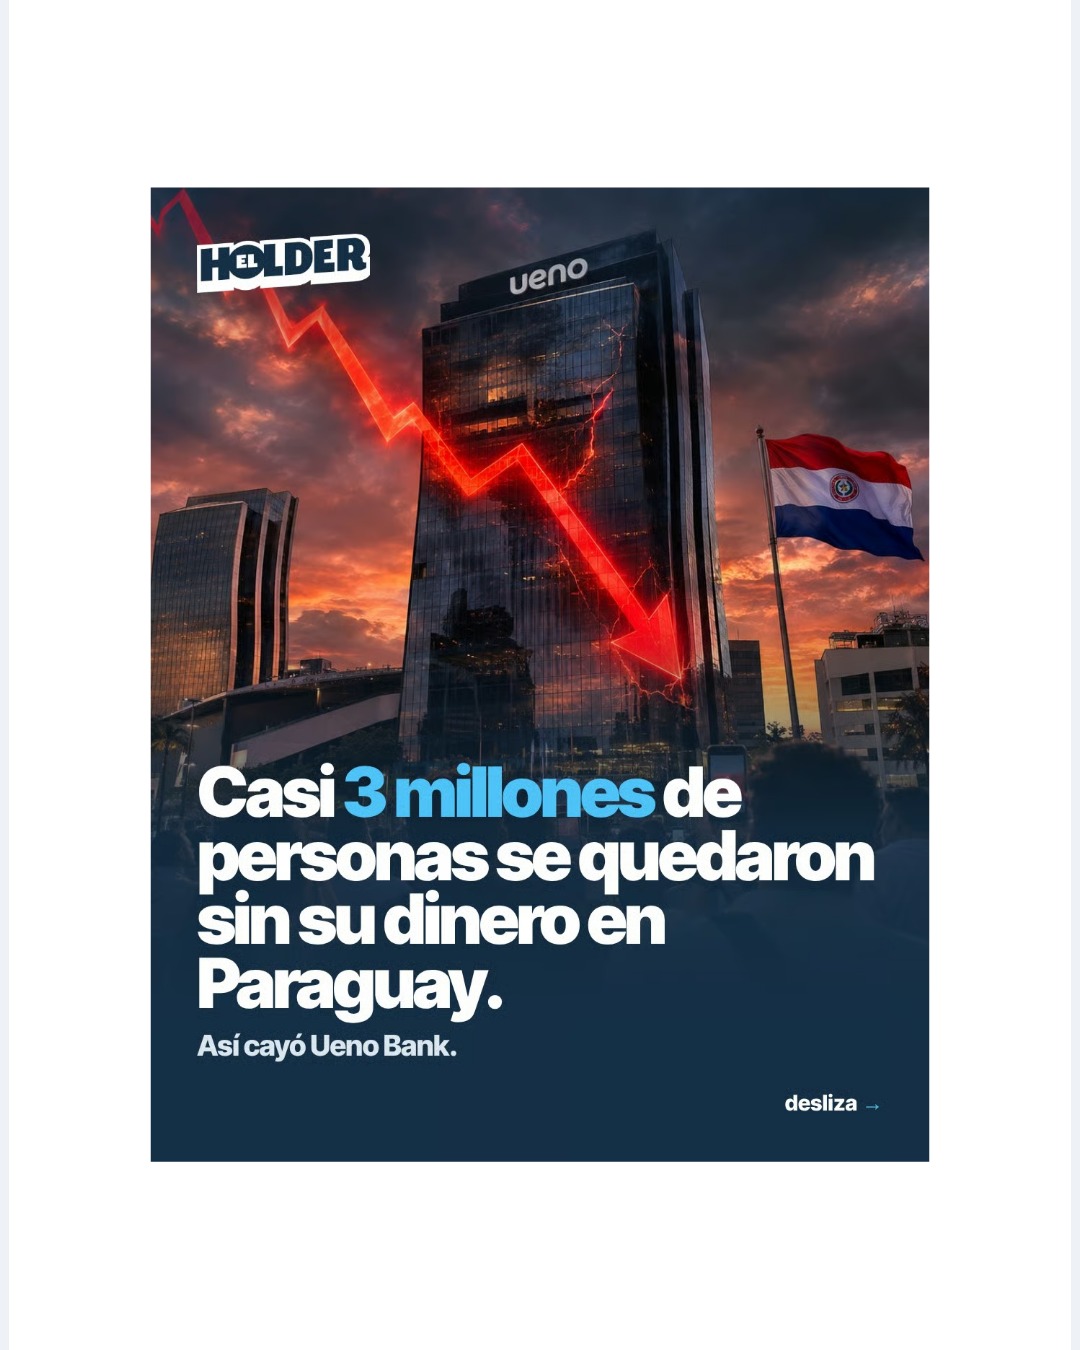 EL HOLDER
ueno
Casi 3 millones de
personas se quedaron
sin su dinero en
Paraguay.
Así cayó Ueno Bank.
desliza →